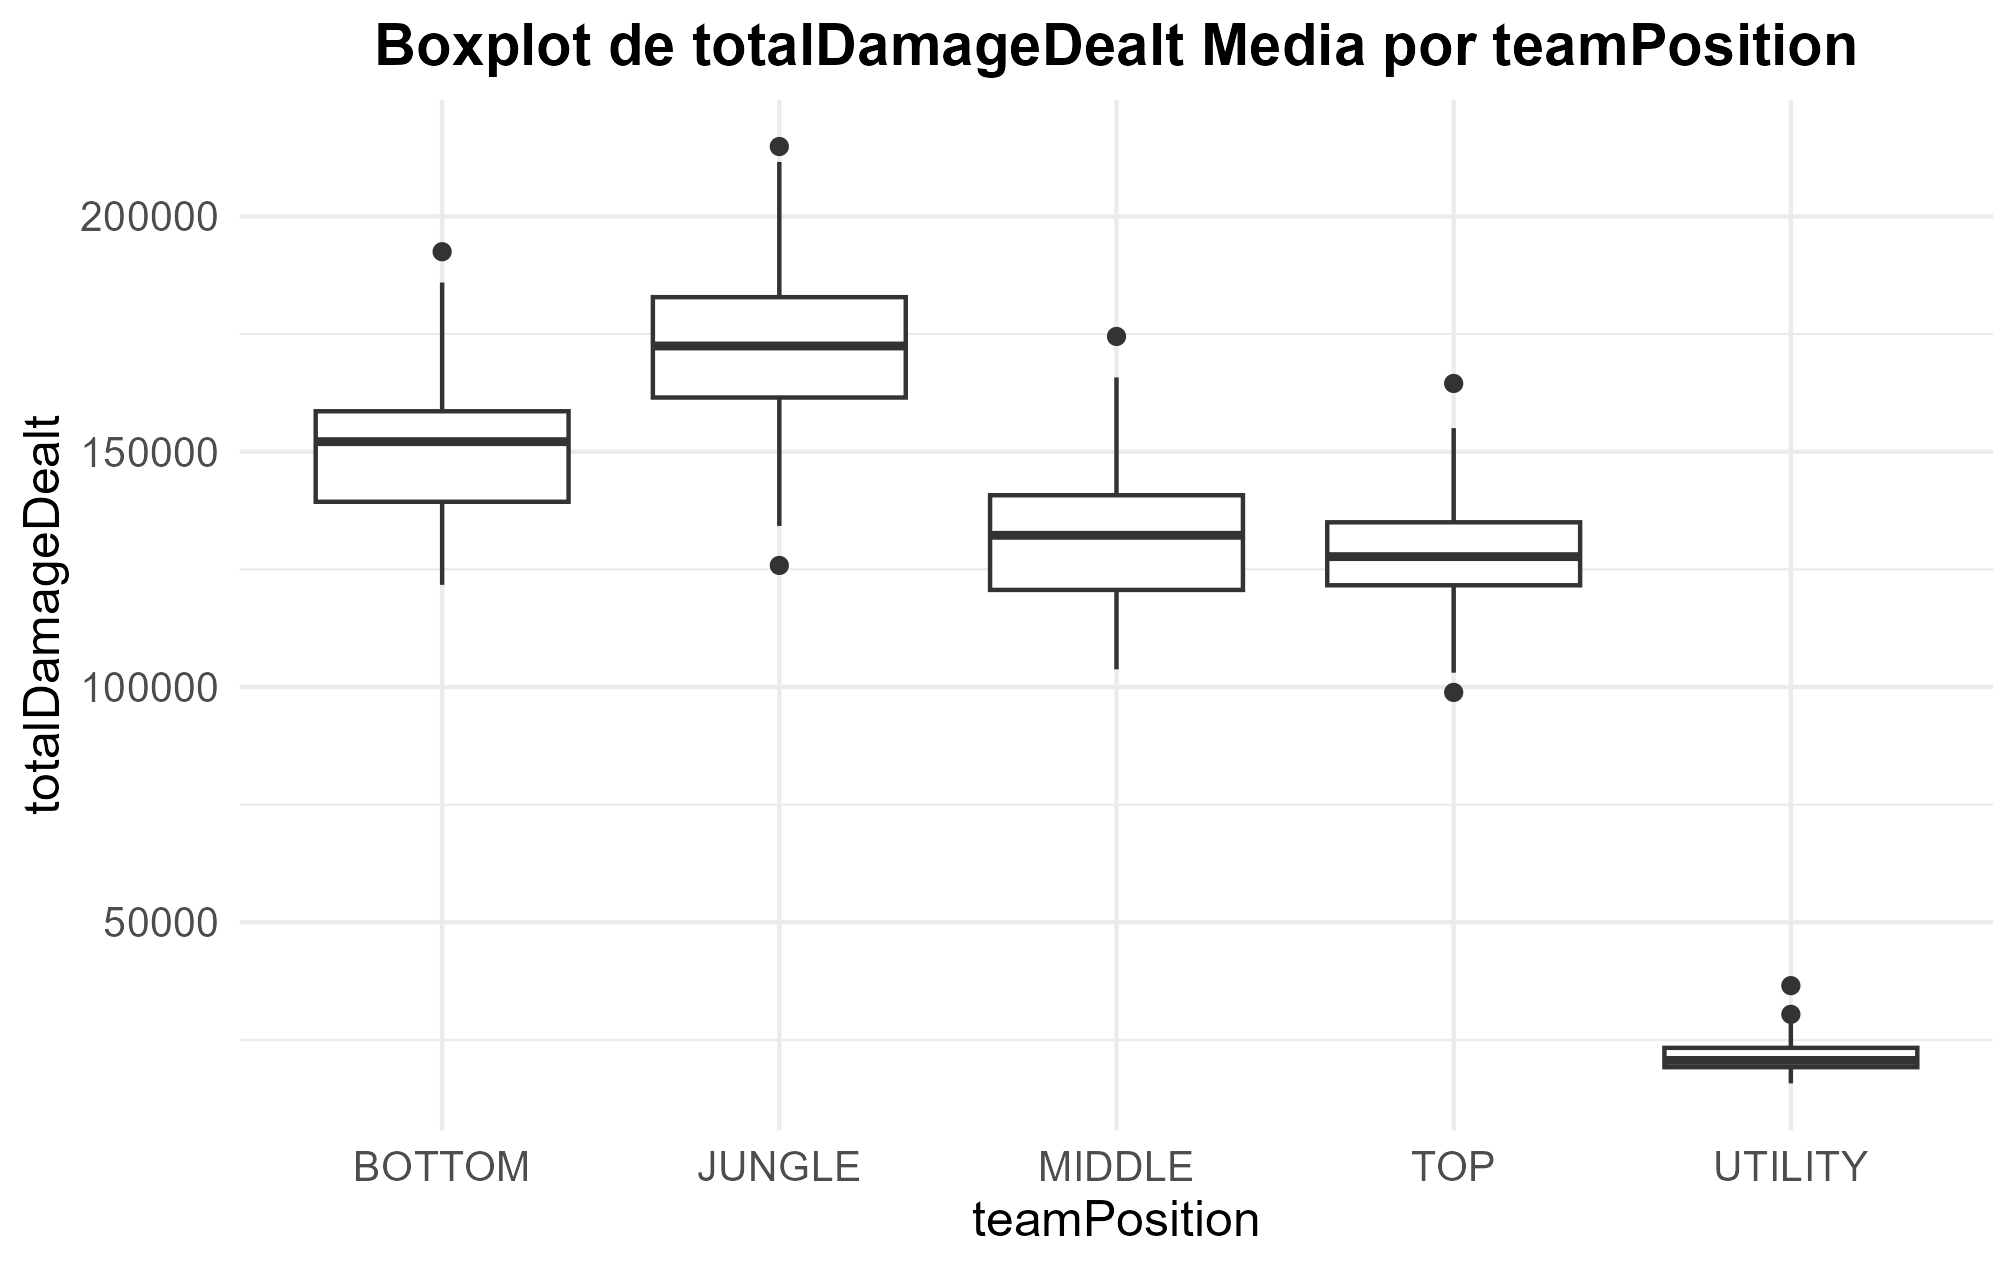 Boxplot de totalDamageDealt Media por teamPosition
totalDamageDealt
200000
150000
100000
50000
BOTTOM JUNGLE MIDDLE TOP UTILITY
teamPosition